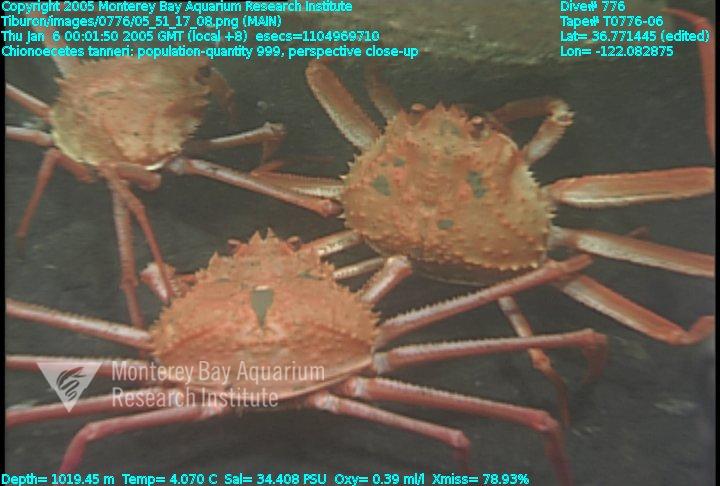 Copyright 2005 Monterey Bay Aquarium Research Institute
Tiburon/images/0776/05_51_17_08.png (MAIN)
Thu Jan  6 00:01:50 2005 GMT (local +8)  esecs=1104969710
Chionoecetes tanneri: population-quantity 999, perspective close-up
Dive# 776
Tape# T0776-06
Lat= 36.771445 (edited)
Lon= -122.082875
Monterey Bay Aquarium
Research Institute
Depth= 1019.45 m  Temp= 4.070 C  Sal= 34.408 PSU  Oxy= 0.39 ml/l  Xmiss= 78.93%